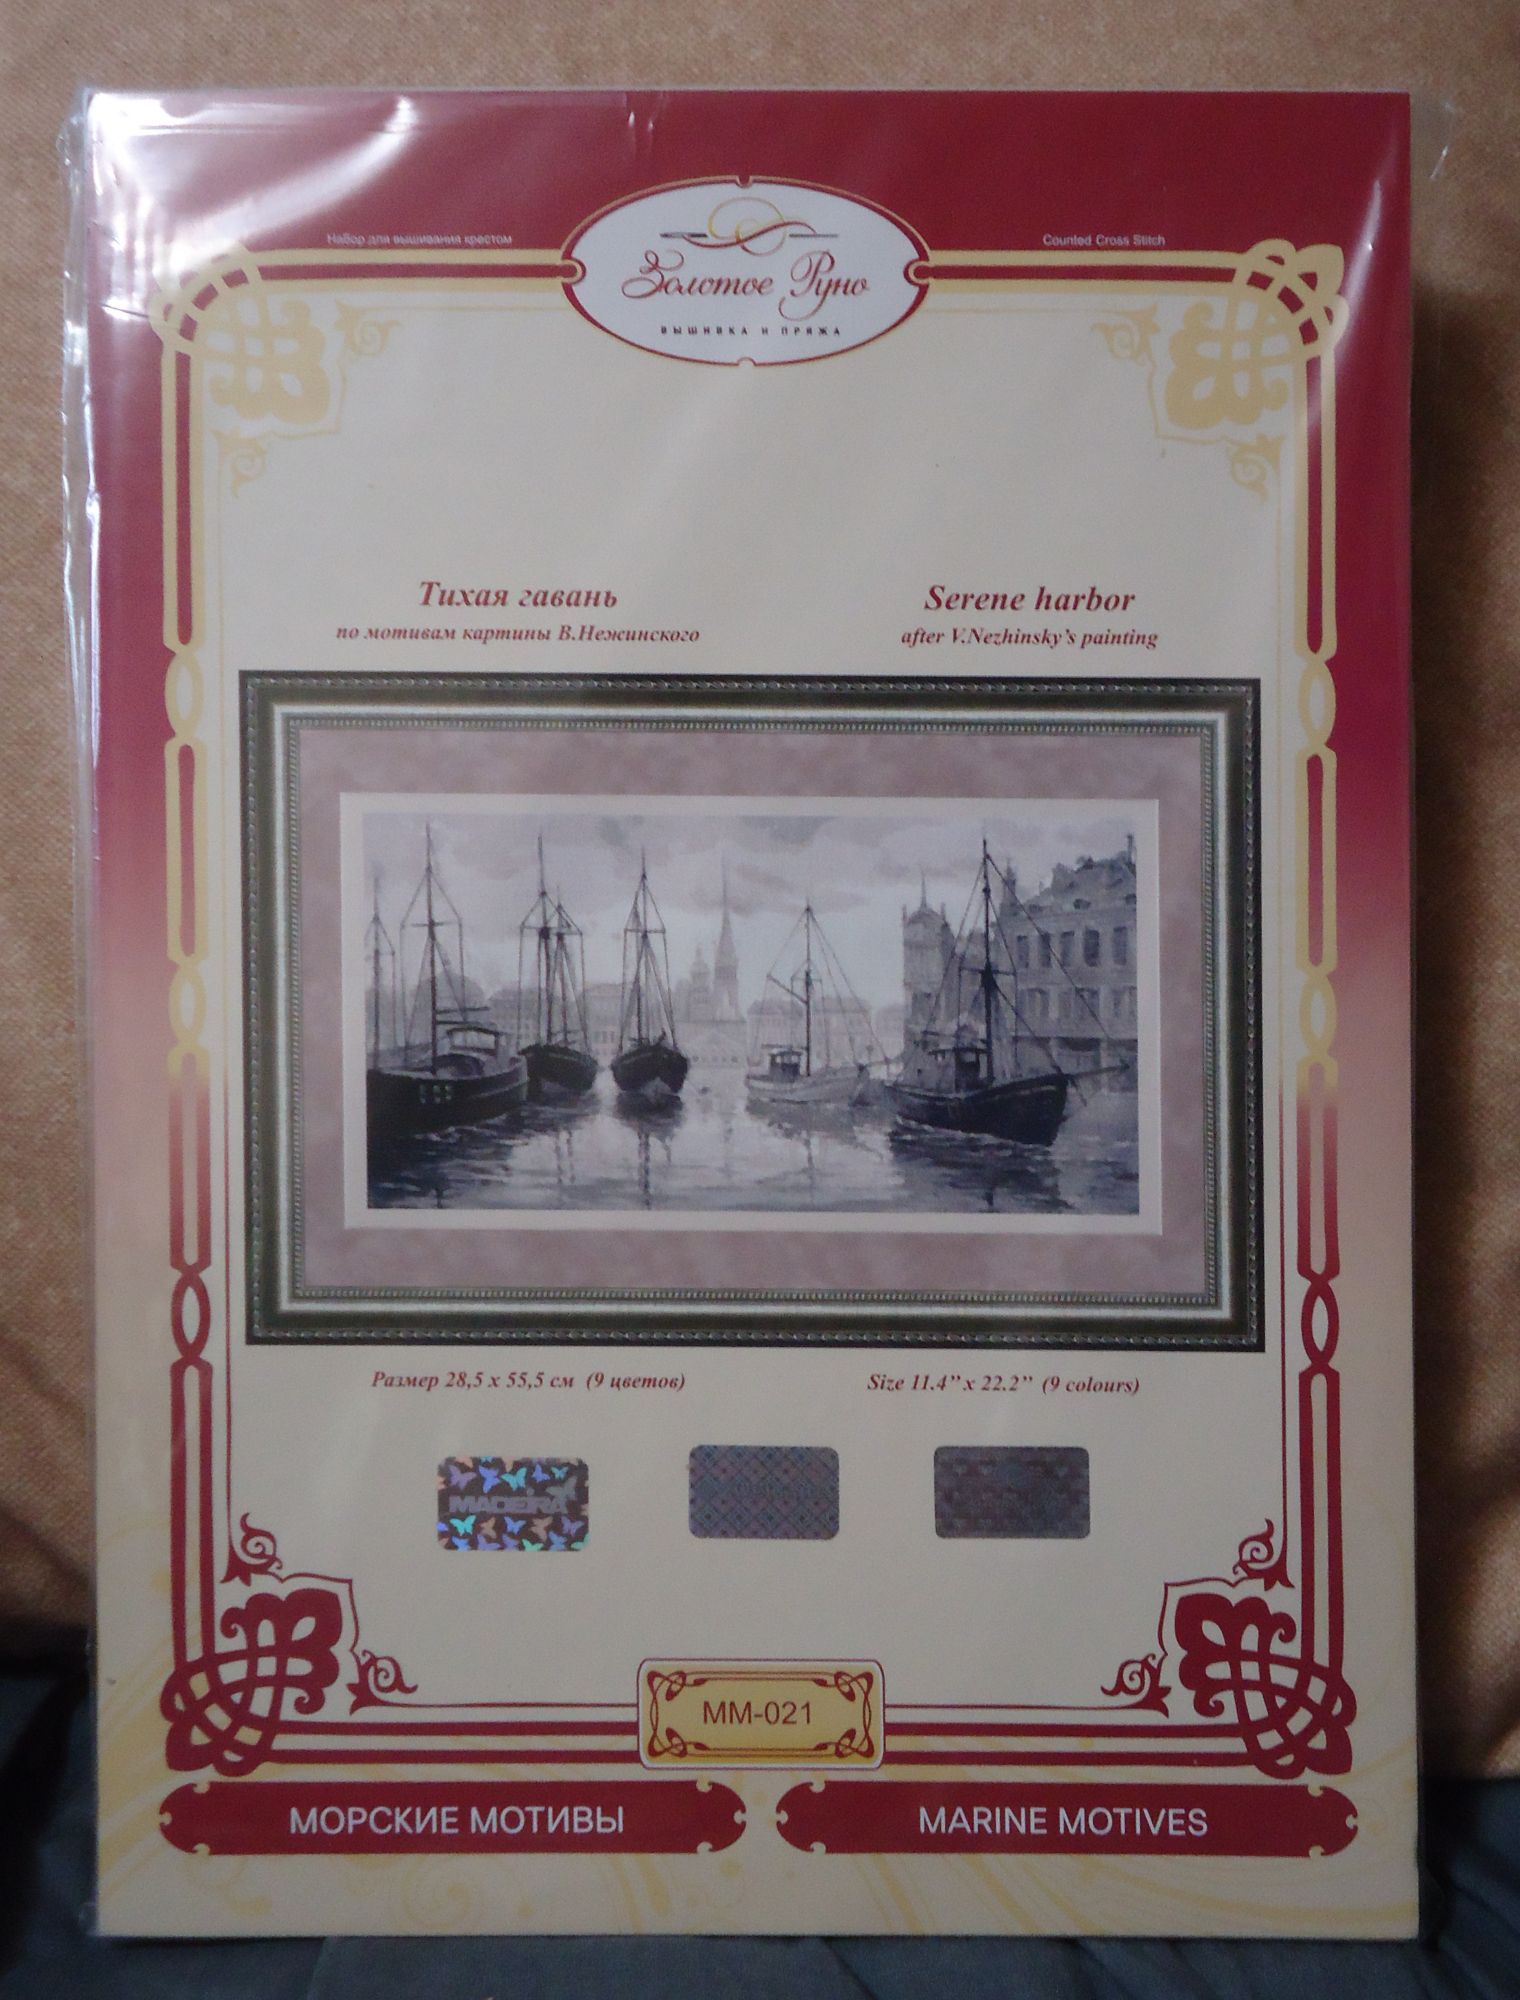 Набор для вышивания крестом
Counted Cross Stitch
Золотое Руно
ВЫШИВКА И ПРЯЖА
Тихая гавань
по мотивам картины В.Нежинского
Serene harbor
after V.Nezhinsky's painting
Размер 28,5 x 55,5 см (9 цветов)
Size 11.4’’ x 22.2’’ (9 colours)
MADEIRA
ММ-021
МОРСКИЕ МОТИВЫ
MARINE MOTIVES